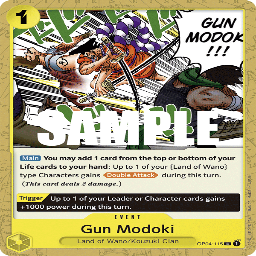 1
GUN
MODOK
!!!
SAMPLE
Main You may add 1 card from the top or bottom of your
Life cards to your hand: Up to 1 of your {Land of Wano}
type Characters gains Double Attack during this turn.
(This card deals 2 damage.)
Trigger Up to 1 of your Leader or Character cards gains
+1000 power during this turn.
EVENT
Gun Modoki
Land of Wano/Kouzuki Clan